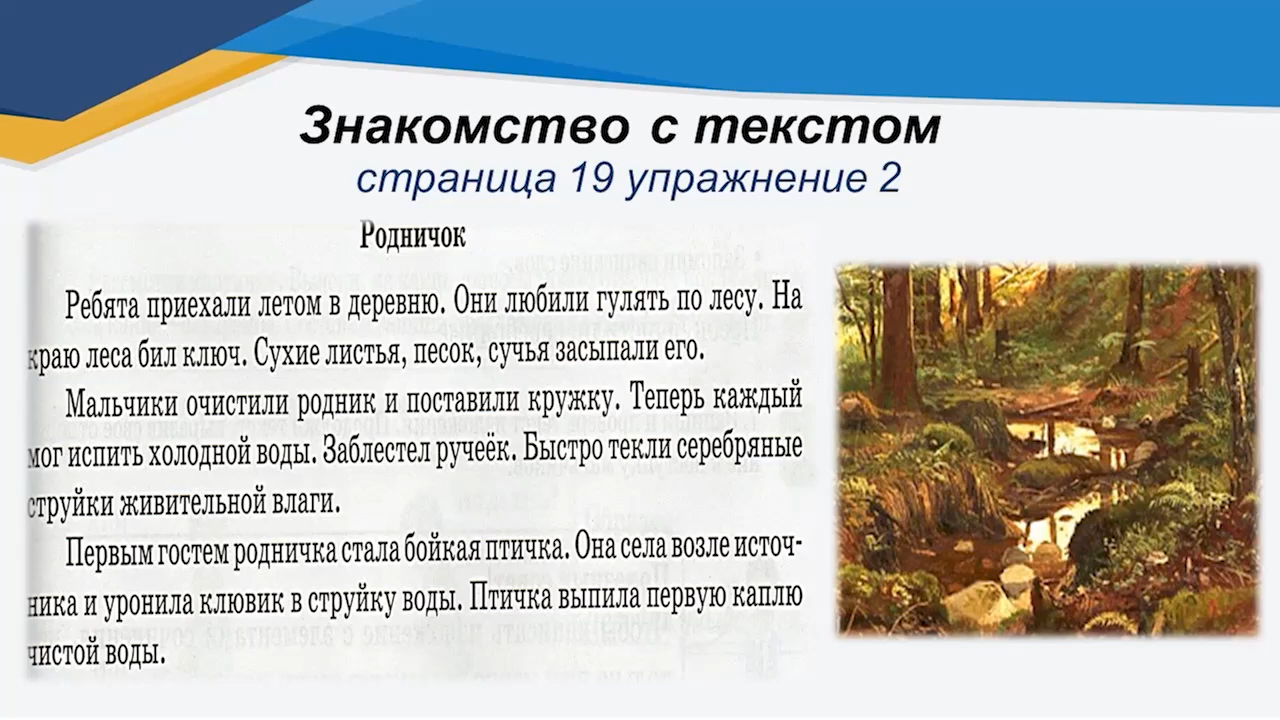 Знакомство с текстом
страница 19 упражнение 2
Родничок
Ребята приехали летом в деревню. Они любили гулять по лесу. На
краю леса бил ключ. Сухие листья, песок, сучья засыпали его.
Мальчики очистили родник и поставили кружку. Теперь каждый
мог испить холодной воды. Заблестел ручеёк. Быстро текли серебряные
струйки живительной влаги.
Первым гостем родничка стала бойкая птичка. Она села возле источ-
ника и уронила клювик в струйку воды. Птичка выпила первую каплю
чистой воды.